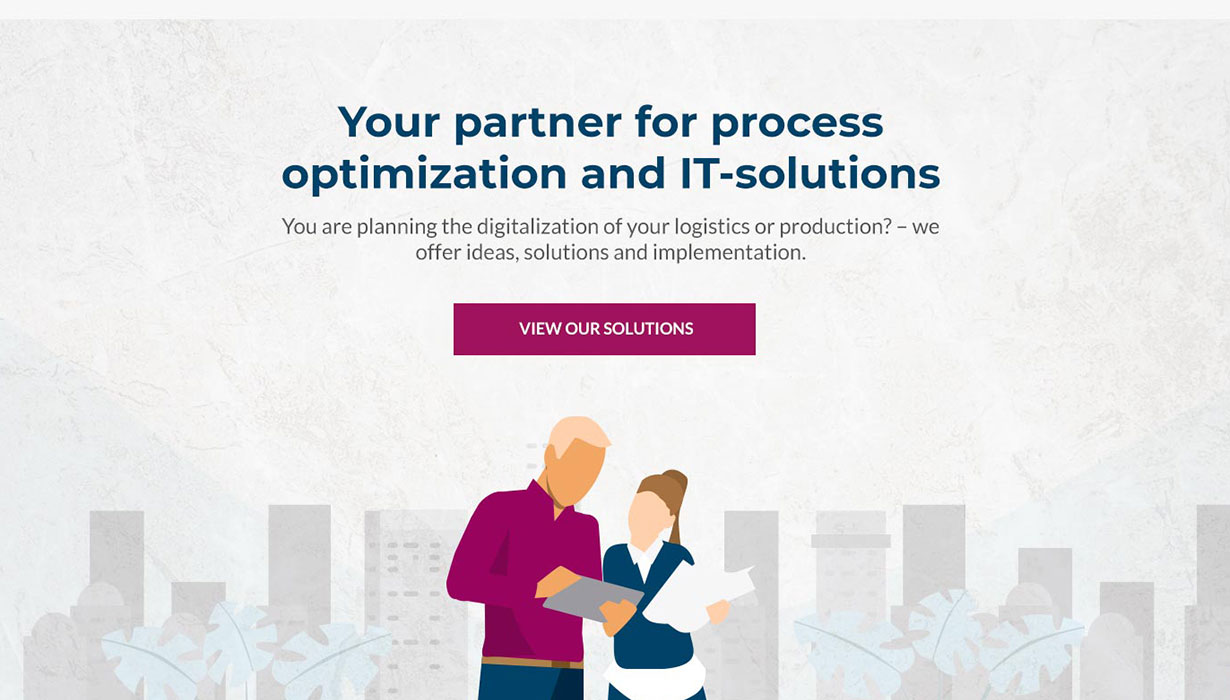 Your partner for process
optimization and IT-solutions
You are planning the digitalization of your logistics or production? – we
offer ideas, solutions and implementation.
VIEW OUR SOLUTIONS